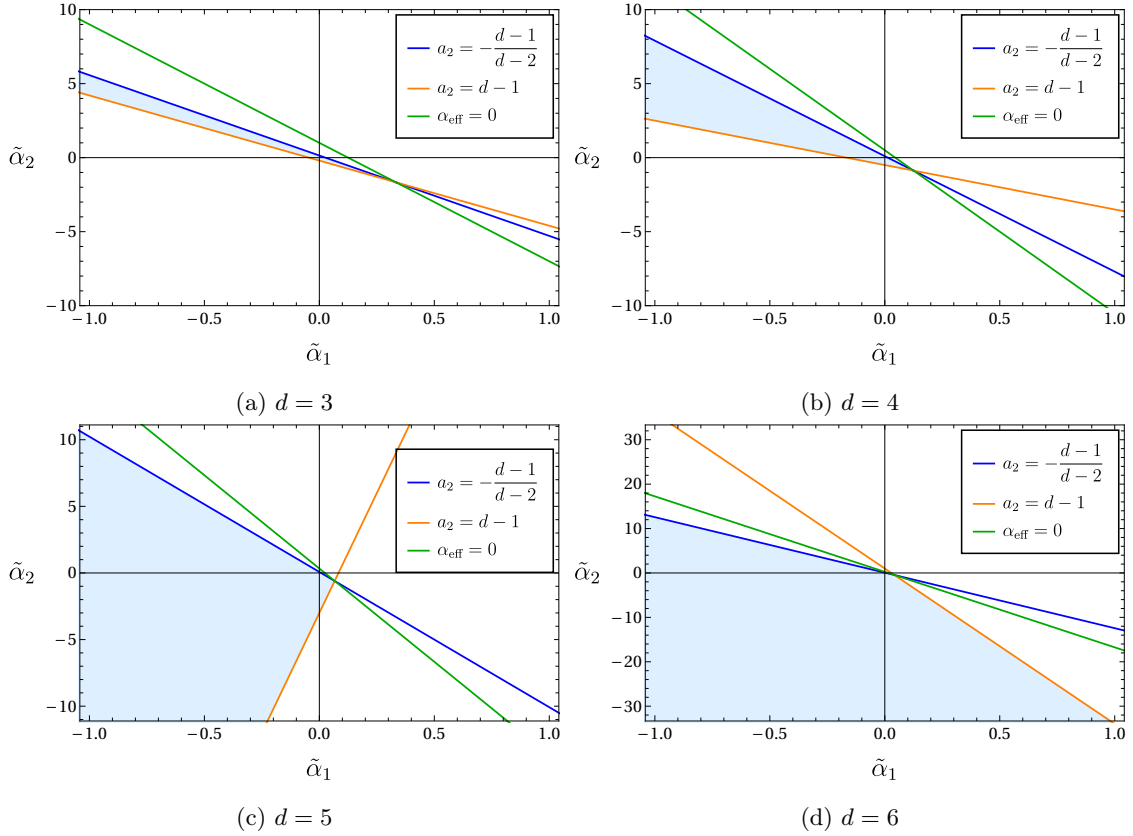 10
5
0
−5
−10
α̃₂
−1.0 −0.5 0.0 0.5 1.0
α̃₁
a₂ = −(d − 1)/(d − 2)
a₂ = d − 1
α_eff = 0
(a) d = 3
10
5
0
−5
−10
α̃₂
−1.0 −0.5 0.0 0.5 1.0
α̃₁
a₂ = −(d − 1)/(d − 2)
a₂ = d − 1
α_eff = 0
(b) d = 4
10
5
0
−5
−10
α̃₂
−1.0 −0.5 0.0 0.5 1.0
α̃₁
a₂ = −(d − 1)/(d − 2)
a₂ = d − 1
α_eff = 0
(c) d = 5
30
20
10
0
−10
−20
−30
α̃₂
−1.0 −0.5 0.0 0.5 1.0
α̃₁
a₂ = −(d − 1)/(d − 2)
a₂ = d − 1
α_eff = 0
(d) d = 6